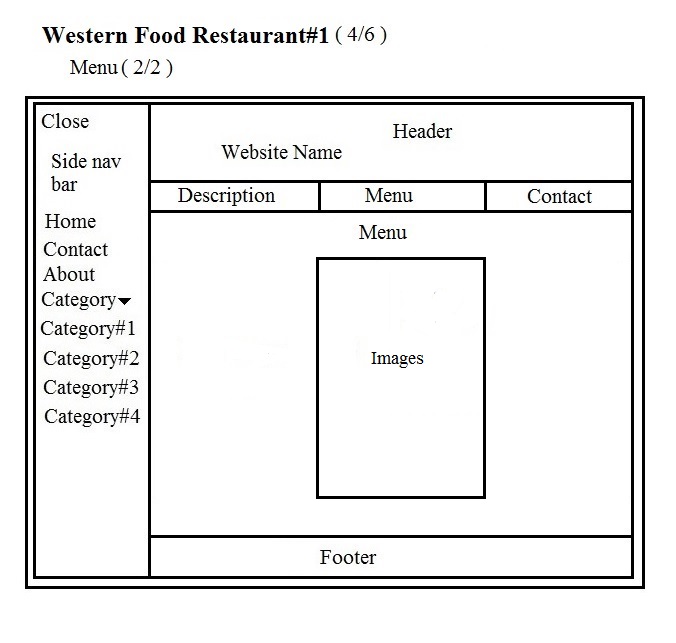 Western Food Restaurant#1 ( 4/6 )
Menu ( 2/2 )
Close
Side nav
bar
Home
Contact
About
Category
Category#1
Category#2
Category#3
Category#4
Header
Website Name
Description Menu Contact
Menu
Images
Footer